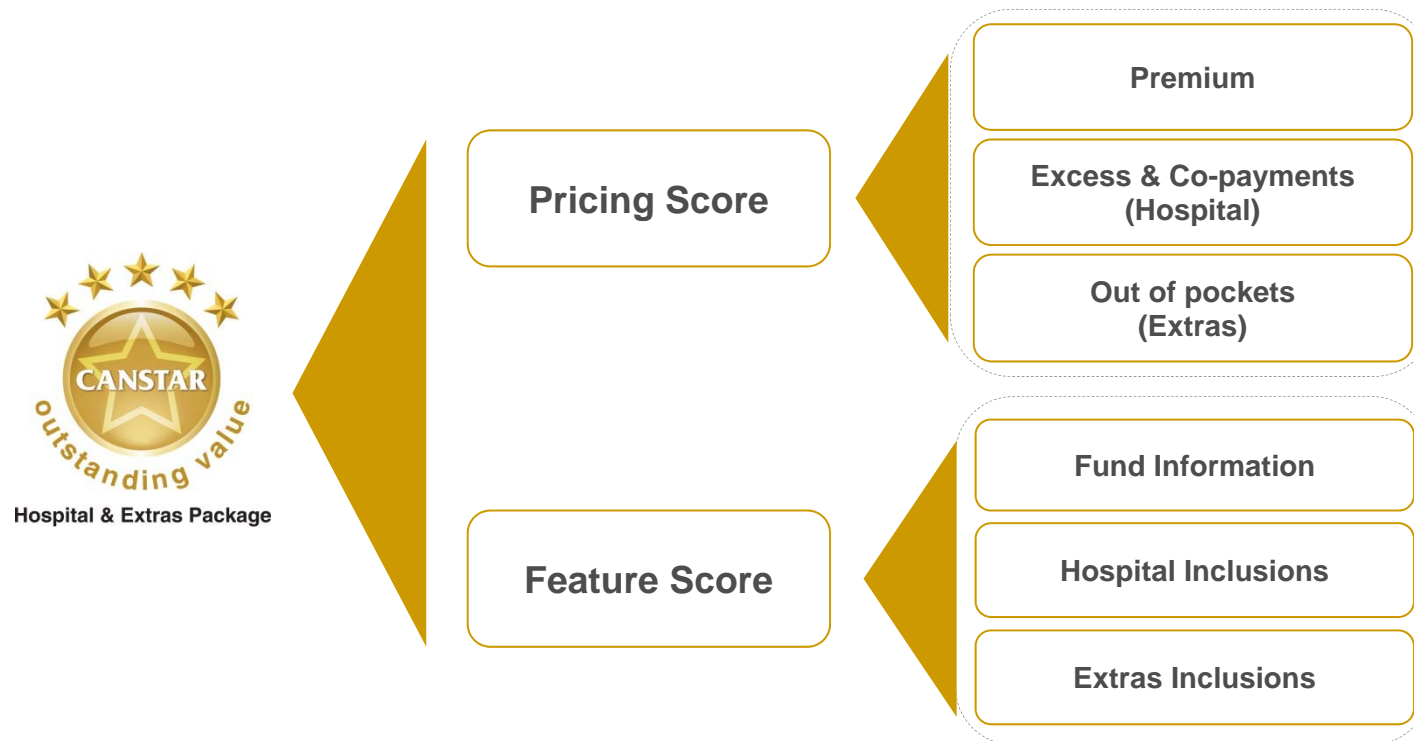 CANSTAR
outstanding value
Hospital & Extras Package
Pricing Score
Premium
Excess & Co-payments
(Hospital)
Out of pockets
(Extras)
Feature Score
Fund Information
Hospital Inclusions
Extras Inclusions